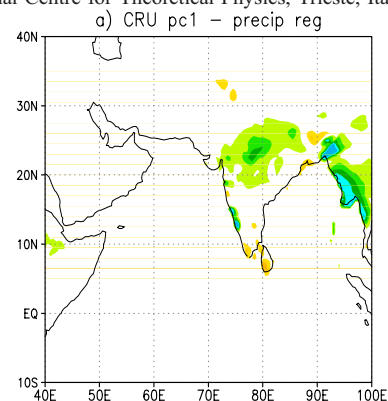 nal Centre for Theoretical Physics, Trieste, Ita
a) CRU pc1 – precip reg
40N
30N
20N
10N
EQ
10S
40E 50E 60E 70E 80E 90E 100E